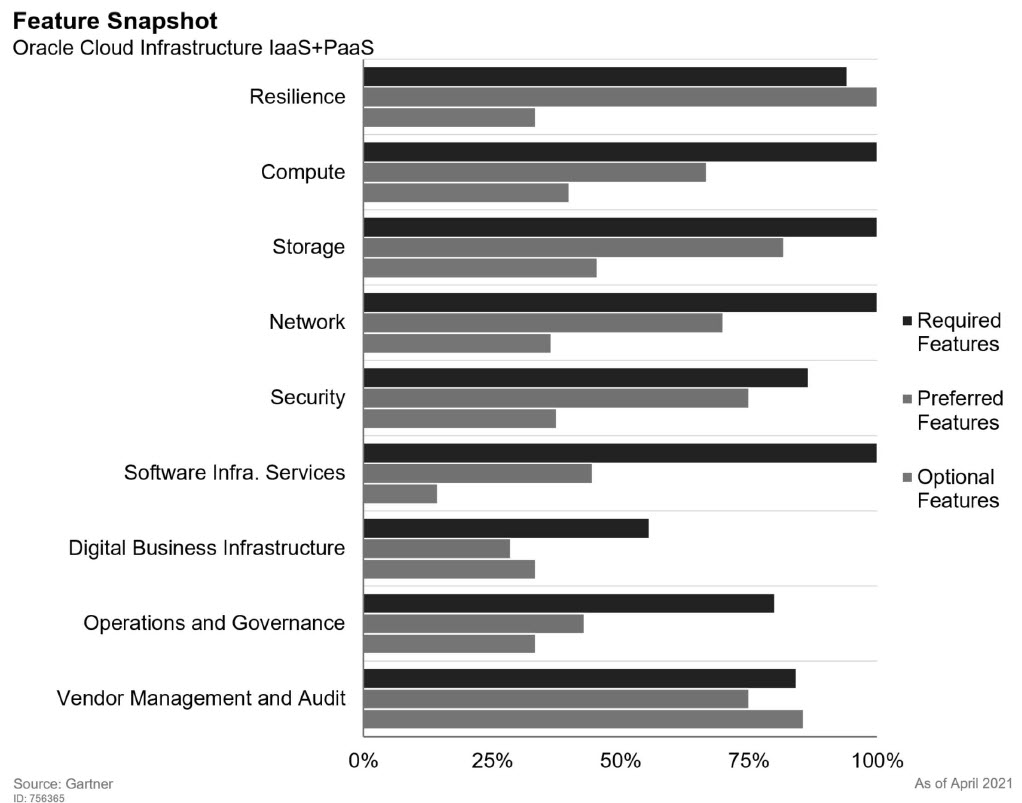 Feature Snapshot
Oracle Cloud Infrastructure IaaS+PaaS
Resilience
Compute
Storage
Network
Security
Software Infra. Services
Digital Business Infrastructure
Operations and Governance
Vendor Management and Audit
0% 25% 50% 75% 100%
Required
Features
Preferred
Features
Optional
Features
Source: Gartner
ID: 756365
As of April 2021